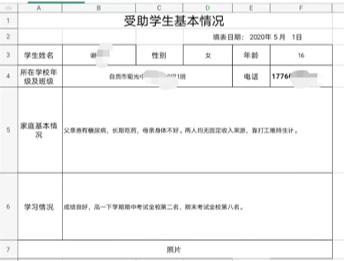 A B C D E F
1 受助学生基本情况
2 填表日期： 2020年 5 月 1日
3 学生姓名 谢 性别 女 年龄 16
4 所在学校年级及班级 自贡市蜀光中 1班 电话 1776
5 家庭基本情况 父亲患有糖尿病，长期吃药，母亲身体不好。两人均无固定收入来源，靠打工维持生计。
6 学习情况 成绩良好，高一下学期期中考试全校第二名，期末考试全校第八名。
7 照片